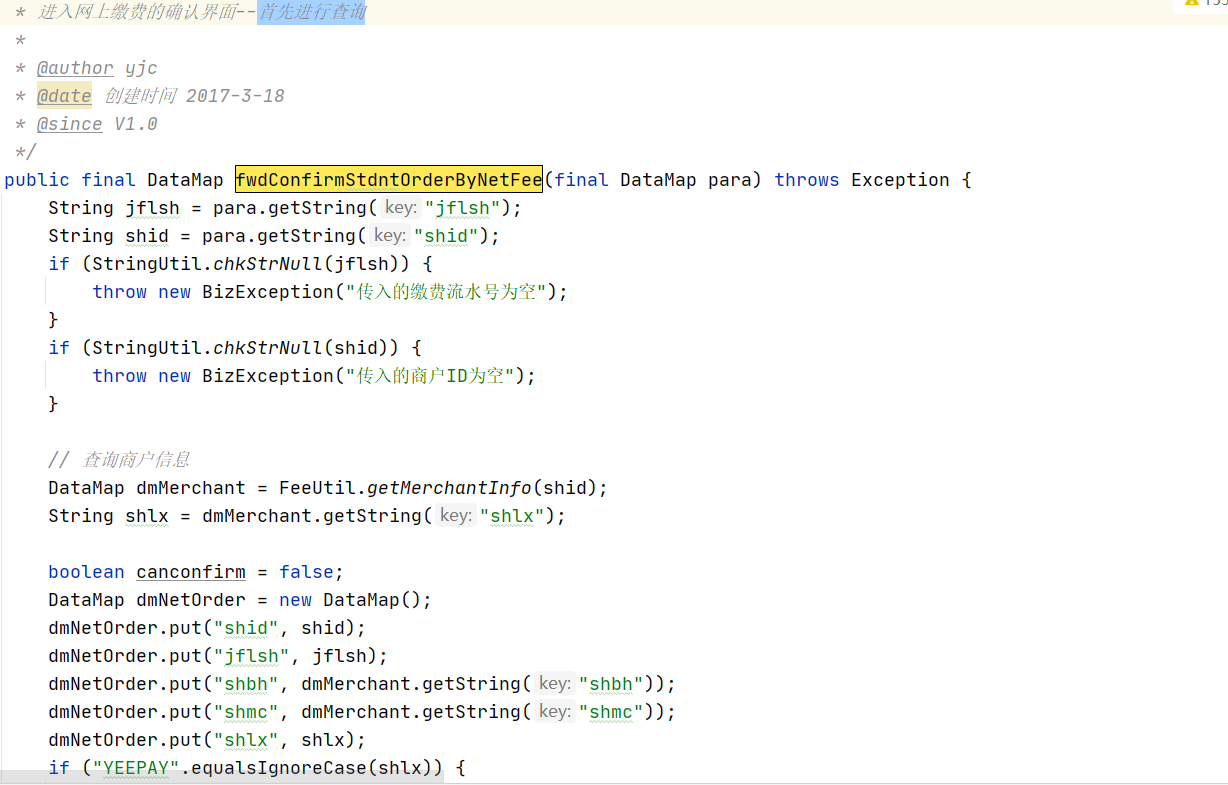 * 进入网上缴费的确认界面--首先进行查询
*
* @author yjc
* @date 创建时间 2017-3-18
* @since V1.0
*/
public final DataMap fwdConfirmStdntOrderByNetFee(final DataMap para) throws Exception {
String jflsh = para.getString( key: "jflsh");
String shid = para.getString( key: "shid");
if (StringUtil.chkStrNull(jflsh)) {
throw new BizException("传入的缴费流水号为空");
}
if (StringUtil.chkStrNull(shid)) {
throw new BizException("传入的商户ID为空");
}
// 查询商户信息
DataMap dmMerchant = FeeUtil.getMerchantInfo(shid);
String shlx = dmMerchant.getString( key: "shlx");
boolean canconfirm = false;
DataMap dmNetOrder = new DataMap();
dmNetOrder.put("shid", shid);
dmNetOrder.put("jflsh", jflsh);
dmNetOrder.put("shbh", dmMerchant.getString( key: "shbh"));
dmNetOrder.put("shmc", dmMerchant.getString( key: "shmc"));
dmNetOrder.put("shlx", shlx);
if ("YEEPAY".equalsIgnoreCase(shlx)) {